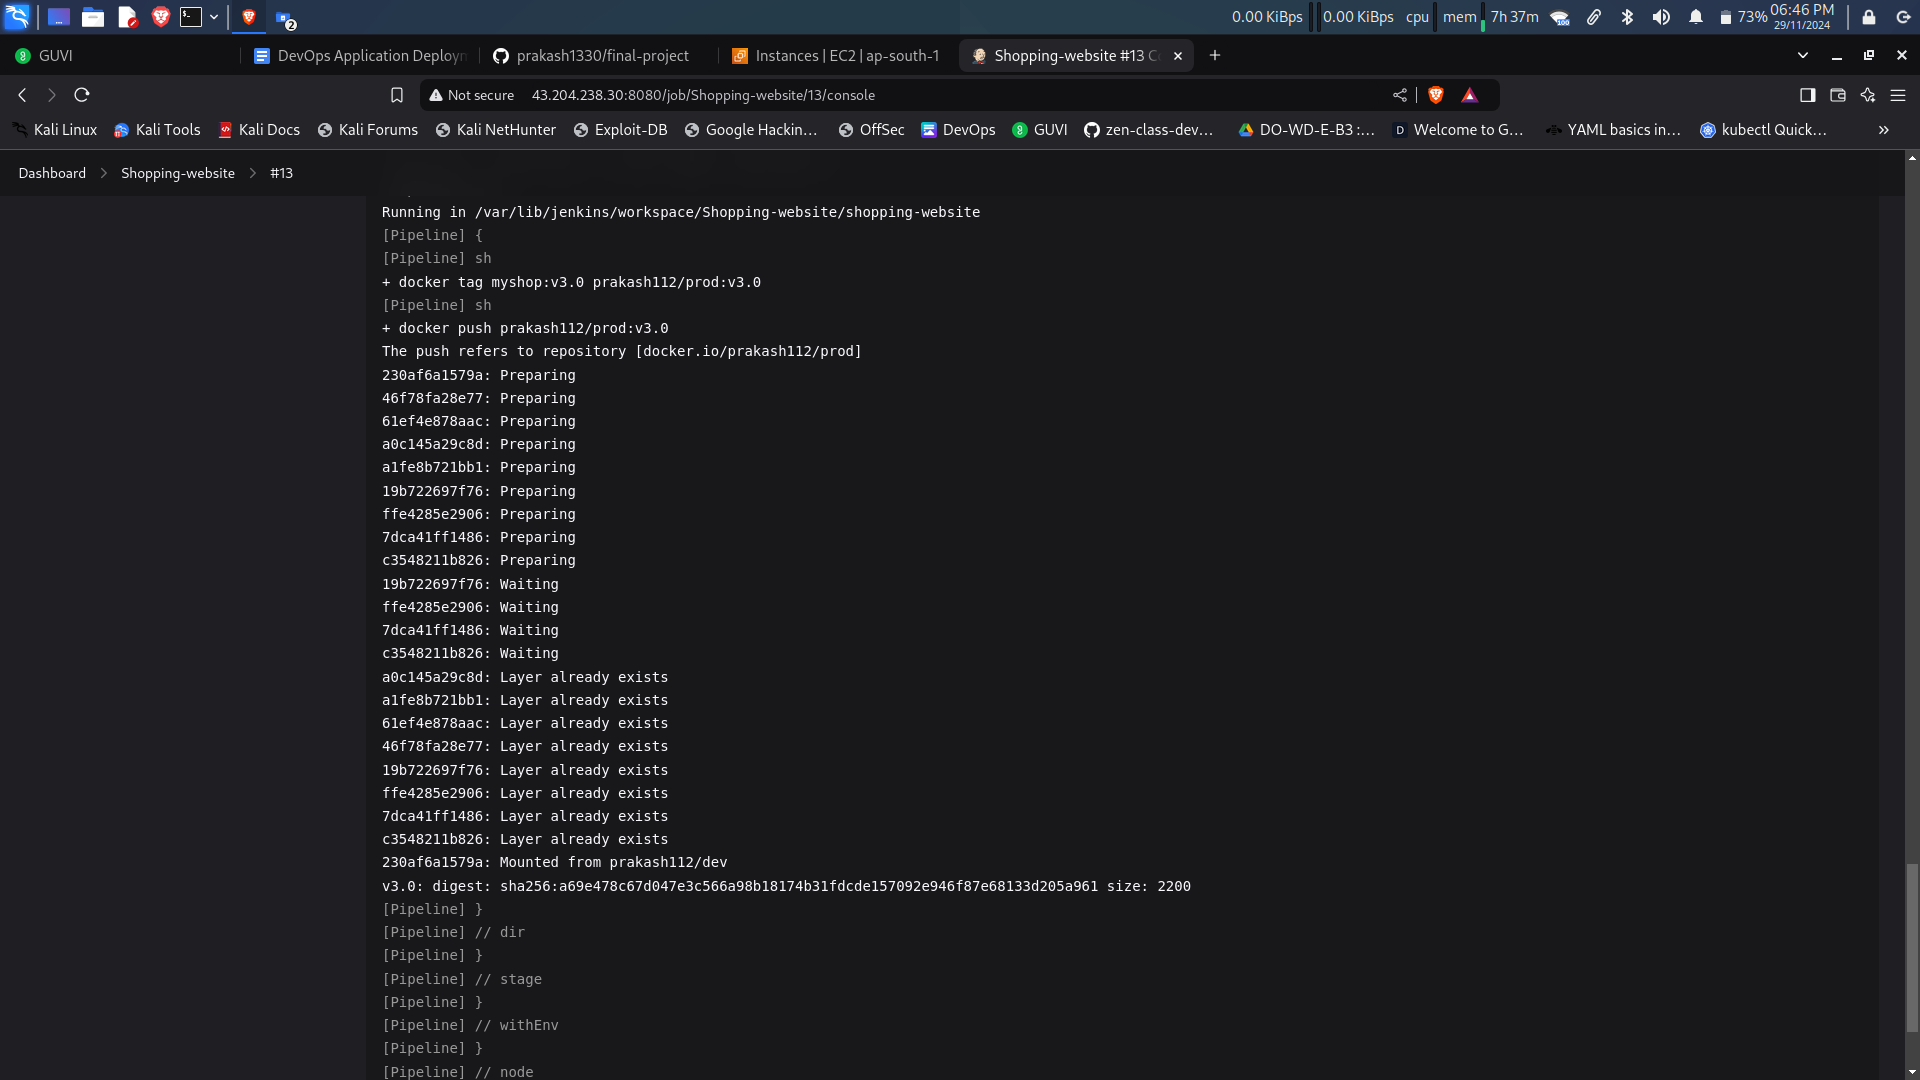 0.00 KiBps 0.00 KiBps cpu mem 7h 37m 73% 06:46 PM
29/11/2024
2
GUVI DevOps Application Deploym prakash1330/final-project Instances | EC2 | ap-south-1 Shopping-website #13 Co
Not secure 43.204.238.30:8080/job/Shopping-website/13/console
Kali Linux Kali Tools Kali Docs Kali Forums Kali NetHunter Exploit-DB Google Hackin… OffSec DevOps GUVI zen-class-dev… DO-WD-E-B3 :… Welcome to G… YAML basics in… kubectl Quick… »
Dashboard > Shopping-website > #13
Running in /var/lib/jenkins/workspace/Shopping-website/shopping-website
[Pipeline] {
[Pipeline] sh
+ docker tag myshop:v3.0 prakash112/prod:v3.0
[Pipeline] sh
+ docker push prakash112/prod:v3.0
The push refers to repository [docker.io/prakash112/prod]
230af6a1579a: Preparing
46f78fa28e77: Preparing
61ef4e878aac: Preparing
a0c145a29c8d: Preparing
a1fe8b721bb1: Preparing
19b722697f76: Preparing
ffe4285e2906: Preparing
7dca41ff1486: Preparing
c3548211b826: Preparing
19b722697f76: Waiting
ffe4285e2906: Waiting
7dca41ff1486: Waiting
c3548211b826: Waiting
a0c145a29c8d: Layer already exists
a1fe8b721bb1: Layer already exists
61ef4e878aac: Layer already exists
46f78fa28e77: Layer already exists
19b722697f76: Layer already exists
ffe4285e2906: Layer already exists
7dca41ff1486: Layer already exists
c3548211b826: Layer already exists
230af6a1579a: Mounted from prakash112/dev
v3.0: digest: sha256:a69e478c67d047e3c566a98b18174b31fdcde157092e946f87e68133d205a961 size: 2200
[Pipeline] }
[Pipeline] // dir
[Pipeline] }
[Pipeline] // stage
[Pipeline] }
[Pipeline] // withEnv
[Pipeline] }
[Pipeline] // node